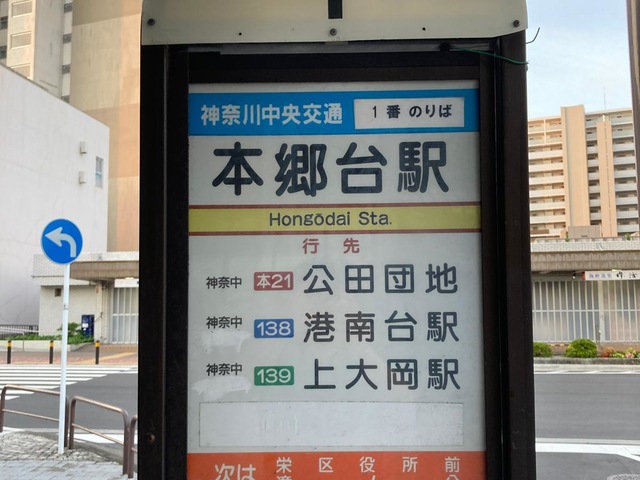 神奈川中央交通 1番 のりば
本郷台駅
Hongōdai Sta.
行先
神奈中 本21 公田団地
神奈中 138 港南台駅
神奈中 139 上大岡駅
次は 栄区役所前